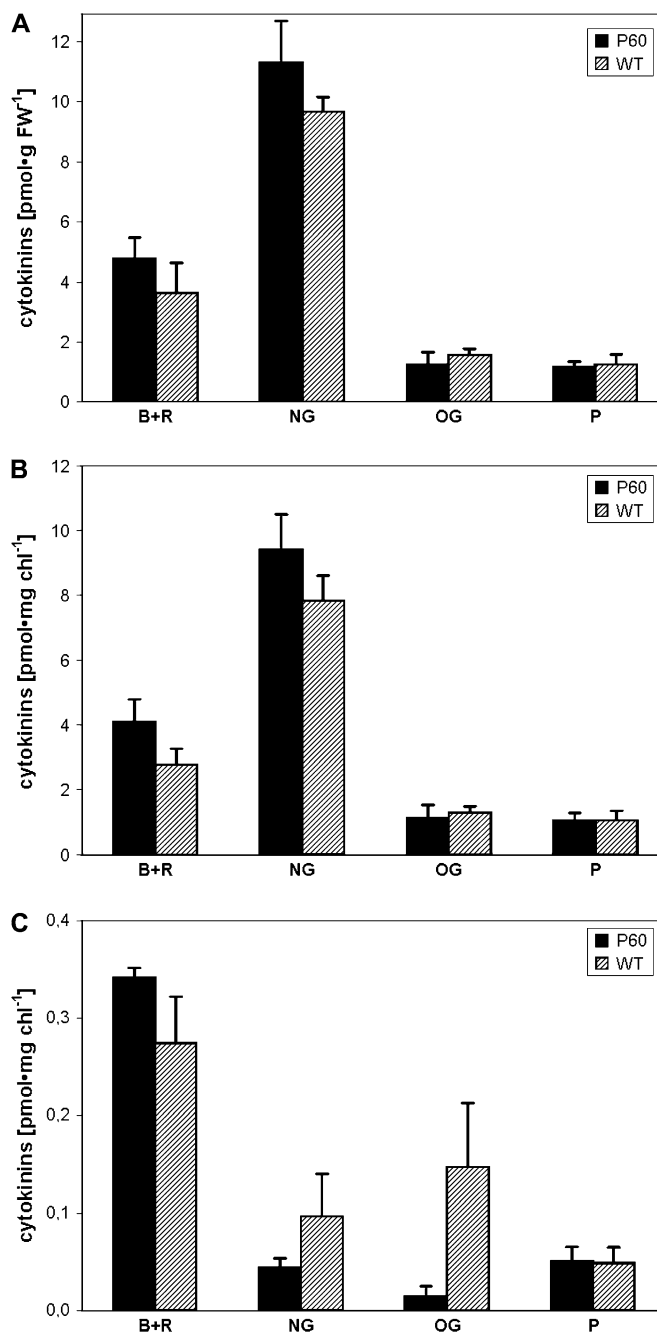 A
cytokinins [pmol•g FW⁻¹]
12
10
8
6
4
2
0
P60
WT
B+R NG OG P
B
cytokinins [pmol•mg chl⁻¹]
12
10
8
6
4
2
0
P60
WT
B+R NG OG P
C
cytokinins [pmol•mg chl⁻¹]
0,4
0,3
0,2
0,1
0,0
P60
WT
B+R NG OG P